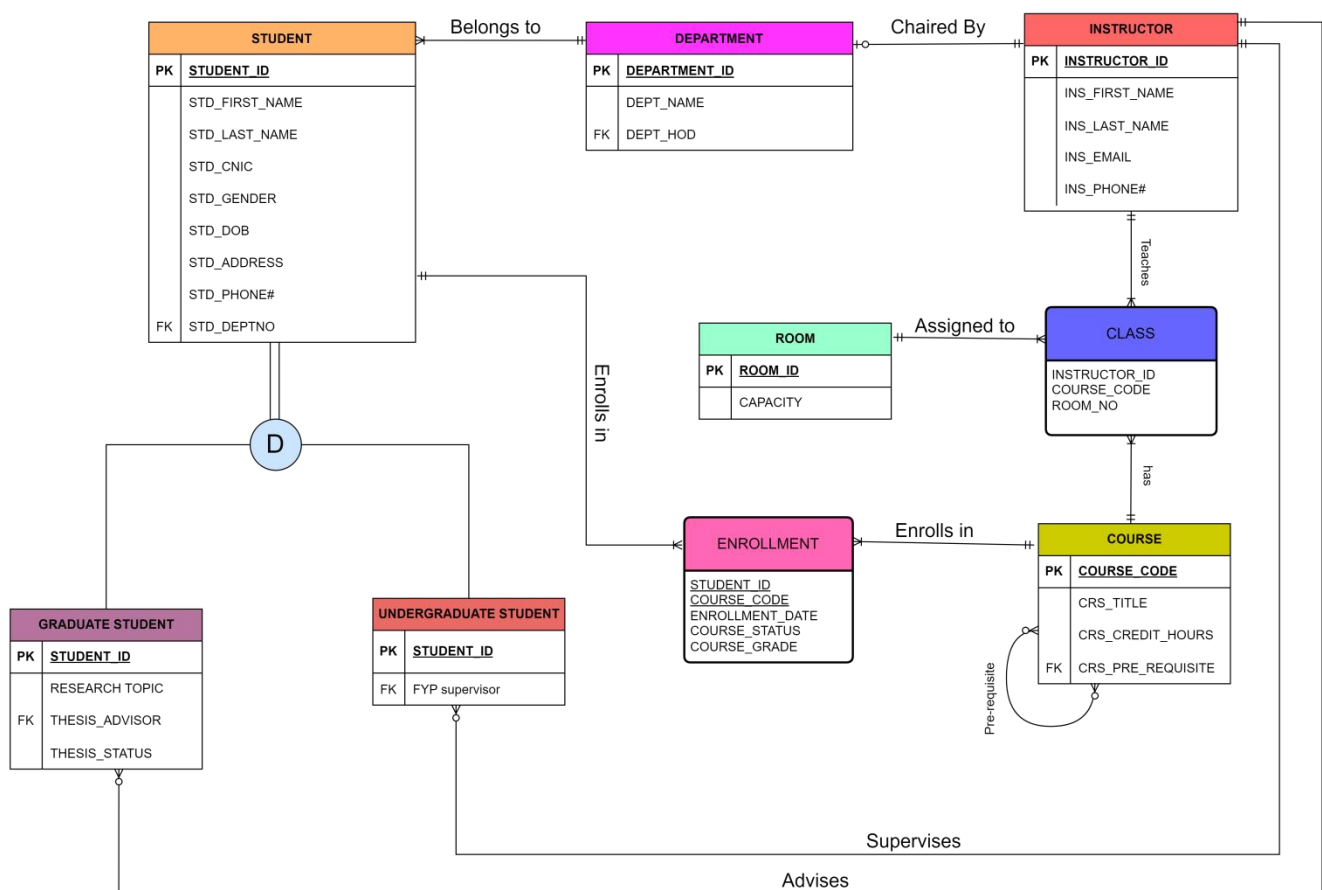 STUDENT
PK STUDENT_ID
STD_FIRST_NAME
STD_LAST_NAME
STD_CNIC
STD_GENDER
STD_DOB
STD_ADDRESS
STD_PHONE#
FK STD_DEPTNO
Belongs to
DEPARTMENT
PK DEPARTMENT_ID
DEPT_NAME
FK DEPT_HOD
Chaired By
INSTRUCTOR
PK INSTRUCTOR_ID
INS_FIRST_NAME
INS_LAST_NAME
INS_EMAIL
INS_PHONE#
Teaches
ROOM
PK ROOM_ID
CAPACITY
Assigned to
CLASS
INSTRUCTOR_ID
COURSE_CODE
ROOM_NO
has
Enrolls in
D
ENROLLMENT
STUDENT_ID
COURSE_CODE
ENROLLMENT_DATE
COURSE_STATUS
COURSE_GRADE
Enrolls in
COURSE
PK COURSE_CODE
CRS_TITLE
CRS_CREDIT_HOURS
FK CRS_PRE_REQUISITE
Pre-requisite
GRADUATE STUDENT
PK STUDENT_ID
RESEARCH TOPIC
FK THESIS_ADVISOR
THESIS_STATUS
UNDERGRADUATE STUDENT
PK STUDENT_ID
FK FYP supervisor
Supervises
Advises